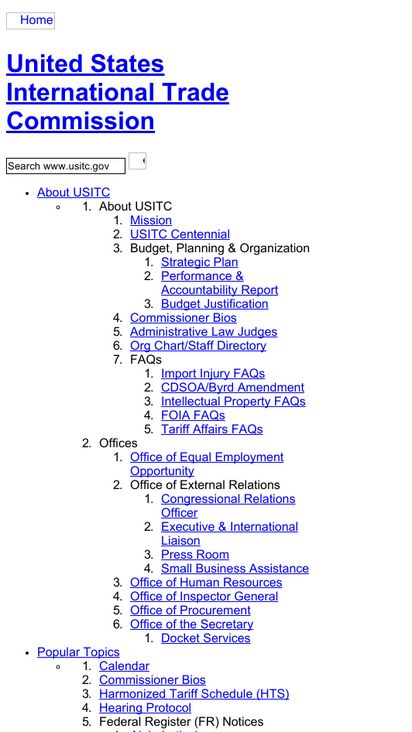 Home
United States
International Trade
Commission
Search www.usitc.gov
• About USITC
1. About USITC
1. Mission
2. USITC Centennial
3. Budget, Planning & Organization
1. Strategic Plan
2. Performance &
Accountability Report
3. Budget Justification
4. Commissioner Bios
5. Administrative Law Judges
6. Org Chart/Staff Directory
7. FAQs
1. Import Injury FAQs
2. CDSOA/Byrd Amendment
3. Intellectual Property FAQs
4. FOIA FAQs
5. Tariff Affairs FAQs
2. Offices
1. Office of Equal Employment
Opportunity
2. Office of External Relations
1. Congressional Relations
Officer
2. Executive & International
Liaison
3. Press Room
4. Small Business Assistance
3. Office of Human Resources
4. Office of Inspector General
5. Office of Procurement
6. Office of the Secretary
1. Docket Services
• Popular Topics
1. Calendar
2. Commissioner Bios
3. Harmonized Tariff Schedule (HTS)
4. Hearing Protocol
5. Federal Register (FR) Notices